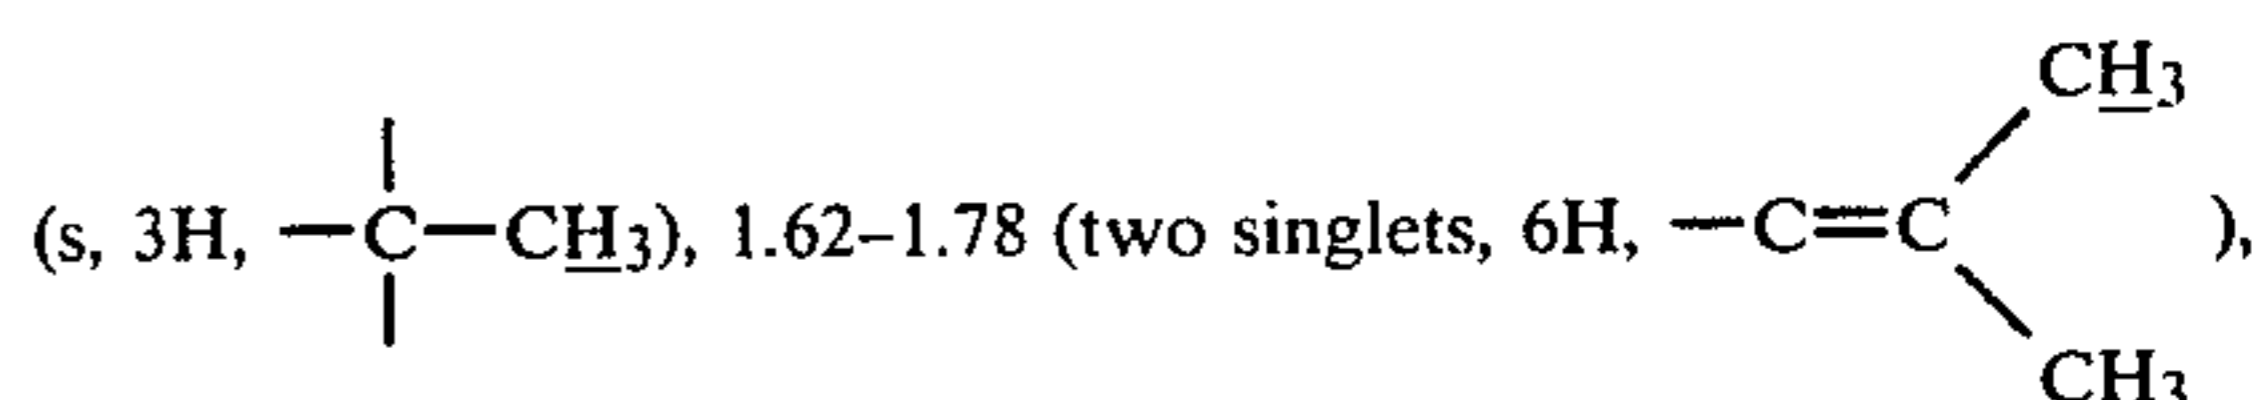 CH3
(s, 3H, —C—CH3), 1.62–1.78 (two singlets, 6H, —C=C ),
CH3